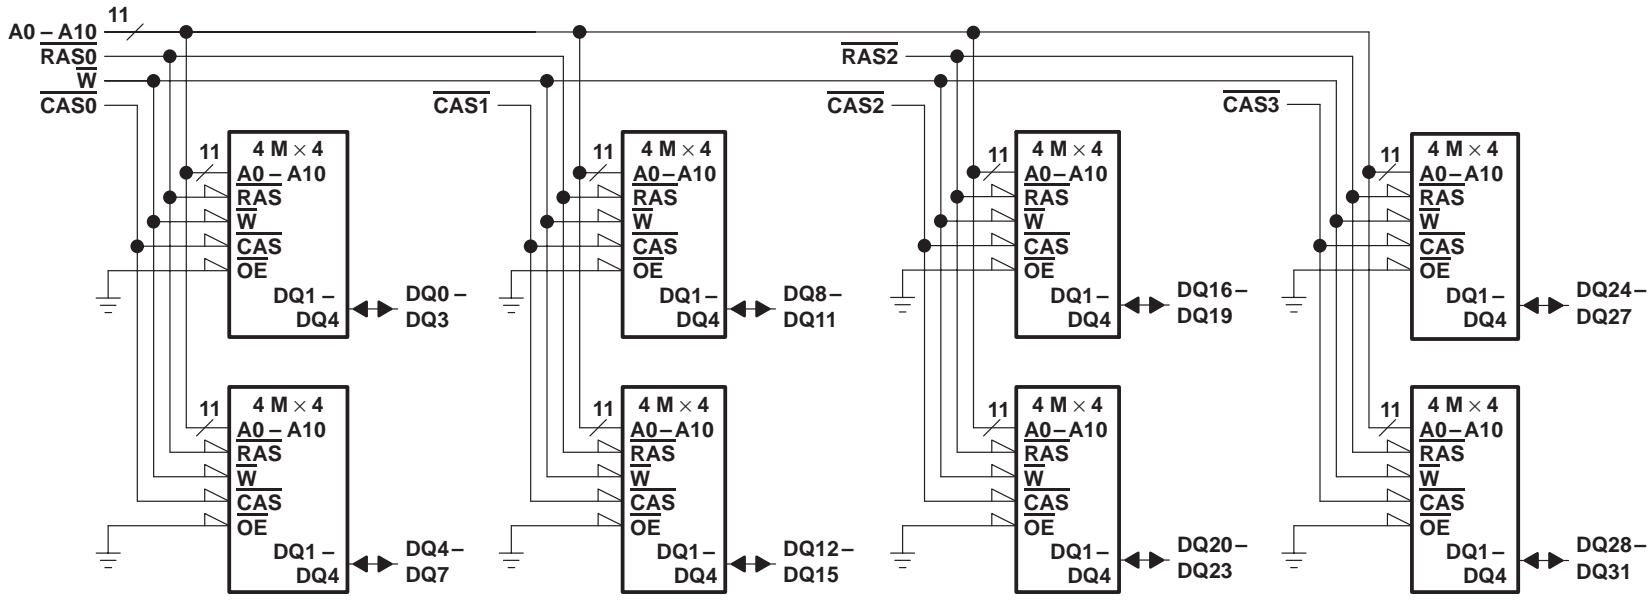 11
A0 – A10
RAS0
W
CAS0
CAS1
RAS2
CAS2
CAS3
4 M × 4
11
A0 – A10
RAS
W
CAS
OE
DQ1 –
DQ4
DQ0 –
DQ3
4 M × 4
11
A0 – A10
RAS
W
CAS
OE
DQ1 –
DQ4
DQ8 –
DQ11
4 M × 4
11
A0 – A10
RAS
W
CAS
OE
DQ1 –
DQ4
DQ16 –
DQ19
4 M × 4
11
A0 – A10
RAS
W
CAS
OE
DQ1 –
DQ4
DQ24 –
DQ27
4 M × 4
11
A0 – A10
RAS
W
CAS
OE
DQ1 –
DQ4
DQ4 –
DQ7
4 M × 4
11
A0 – A10
RAS
W
CAS
OE
DQ1 –
DQ4
DQ12 –
DQ15
4 M × 4
11
A0 – A10
RAS
W
CAS
OE
DQ1 –
DQ4
DQ20 –
DQ23
4 M × 4
11
A0 – A10
RAS
W
CAS
OE
DQ1 –
DQ4
DQ28 –
DQ31